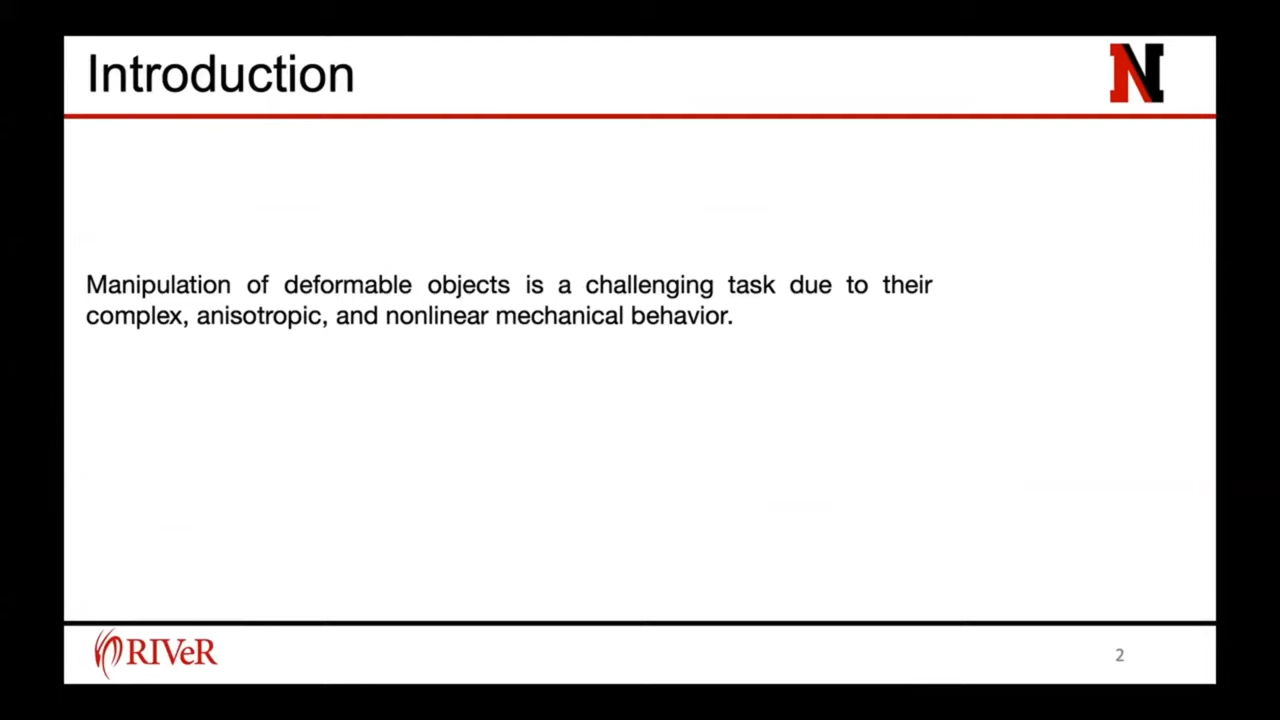 Introduction
N
Manipulation of deformable objects is a challenging task due to their
complex, anisotropic, and nonlinear mechanical behavior.
RIVeR
2